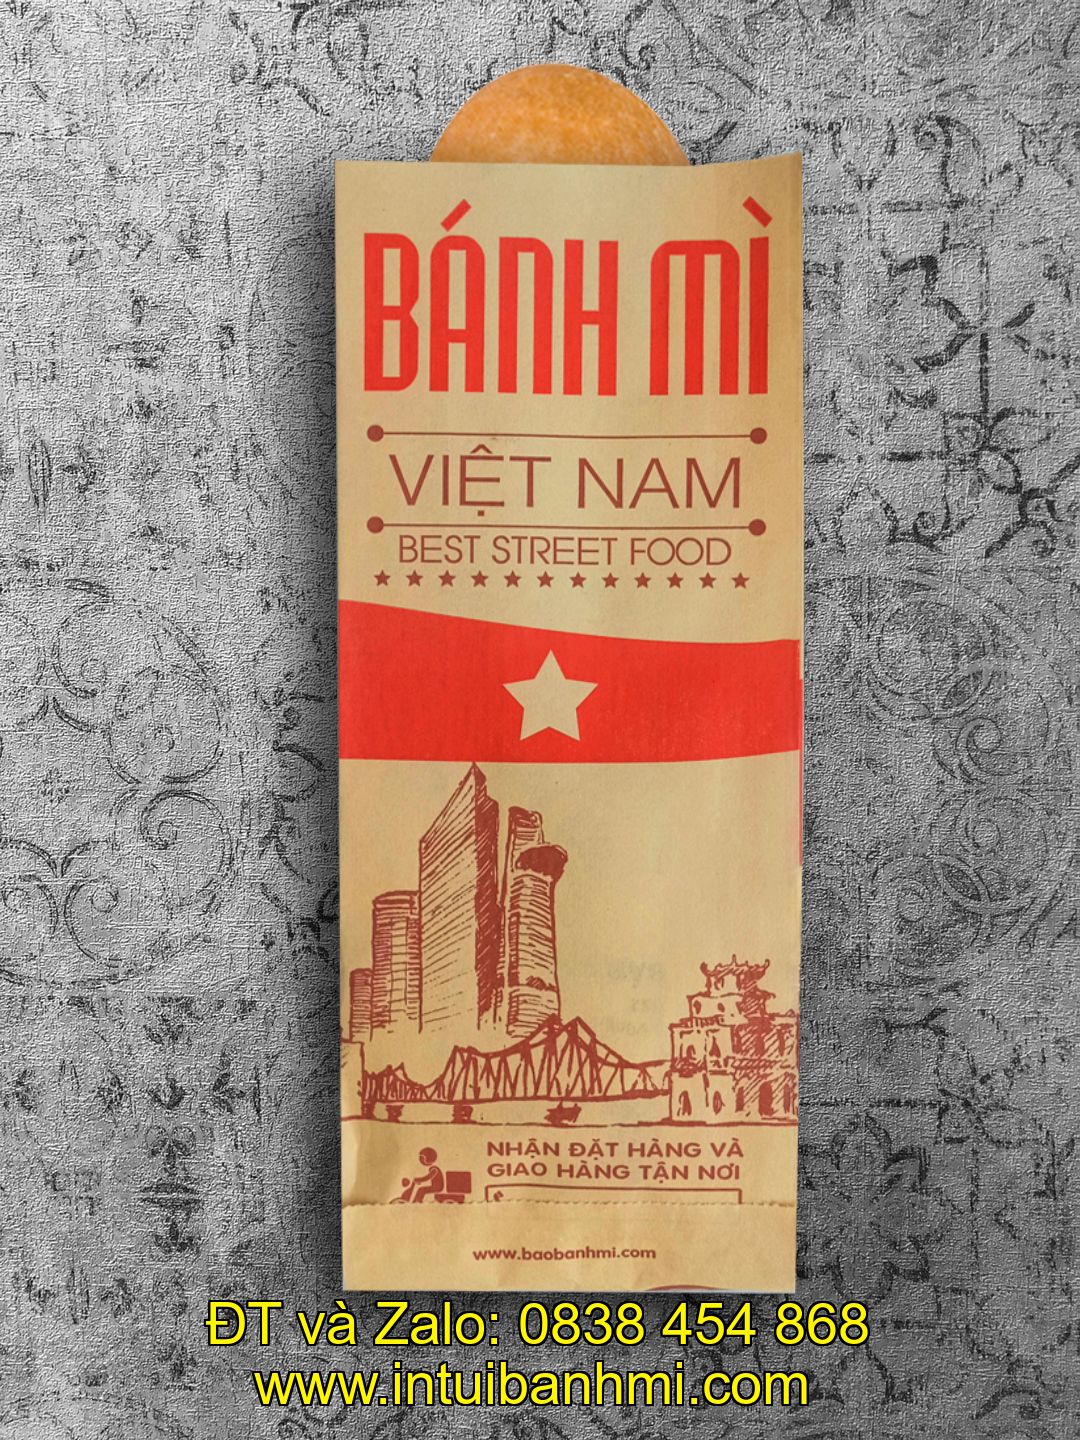 BÁNH MÌ
VIỆT NAM
BEST STREET FOOD
NHẬN ĐẶT HÀNG VÀ
GIAO HÀNG TẬN NƠI
www.baobanhmi.com
ĐT và Zalo: 0838 454 868
www.intuibanhmi.com